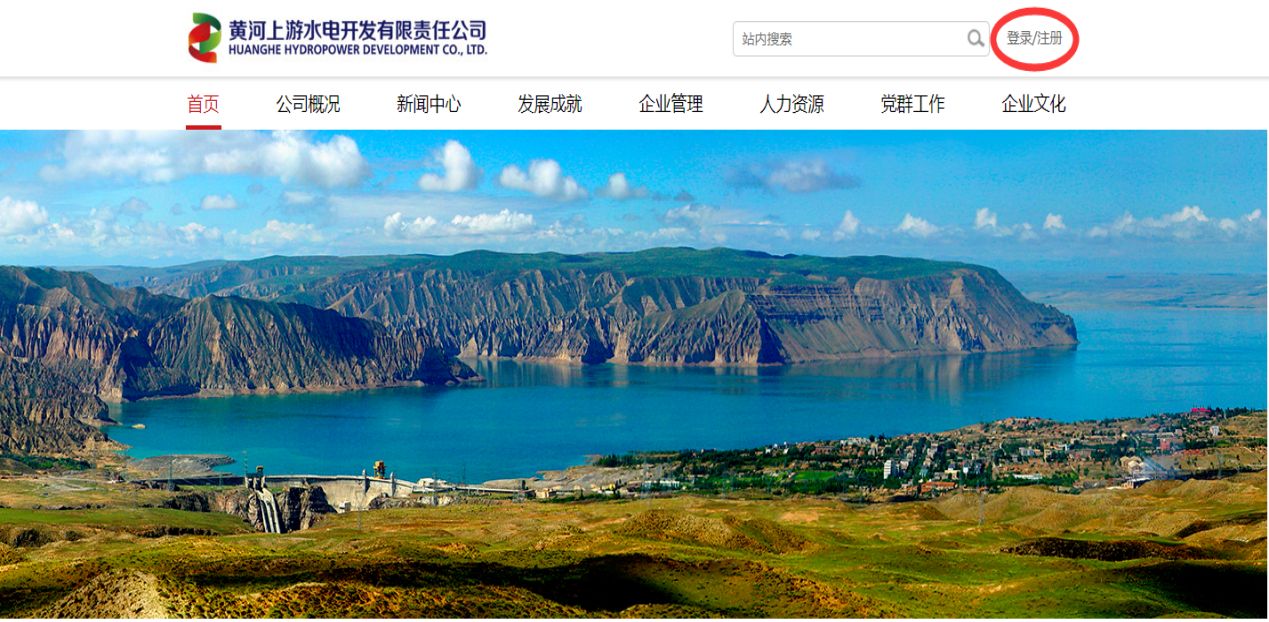 黄河上游水电开发有限责任公司
HUANGHE HYDROPOWER DEVELOPMENT CO., LTD.
站内搜索
登录/注册
首页 公司概况 新闻中心 发展成就 企业管理 人力资源 党群工作 企业文化